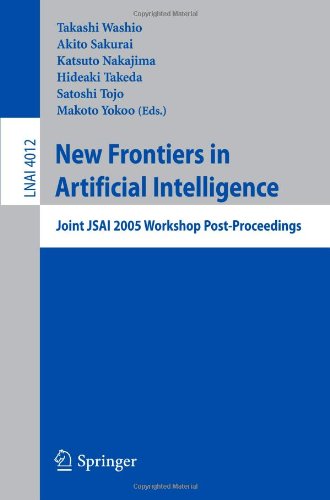 Takashi Washio
Akito Sakurai
Katsuto Nakajima
Hideaki Takeda
Satoshi Tojo
Makoto Yokoo (Eds.)
LNAI 4012
New Frontiers in
Artificial Intelligence
Joint JSAI 2005 Workshop Post-Proceedings
Springer